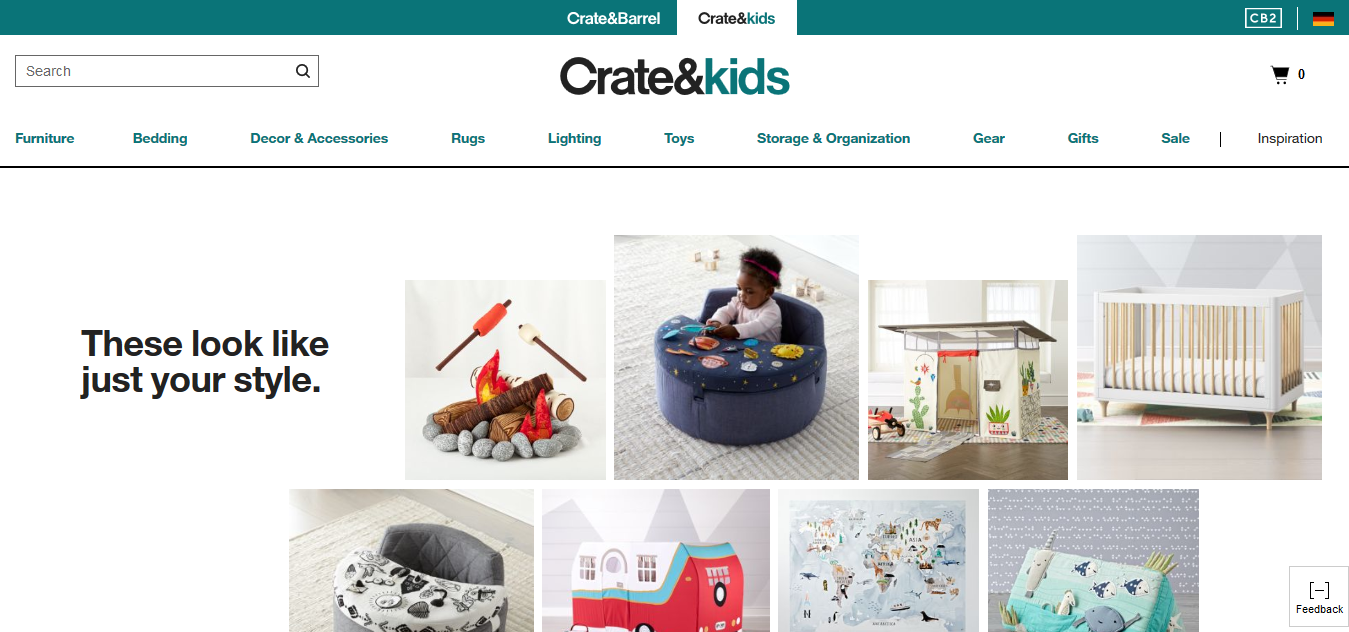 Crate&Barrel
Crate&kids
CB2
Search
Crate&kids
0
Furniture
Bedding
Decor & Accessories
Rugs
Lighting
Toys
Storage & Organization
Gear
Gifts
Sale
Inspiration
These look like
just your style.
ASIA
Feedback